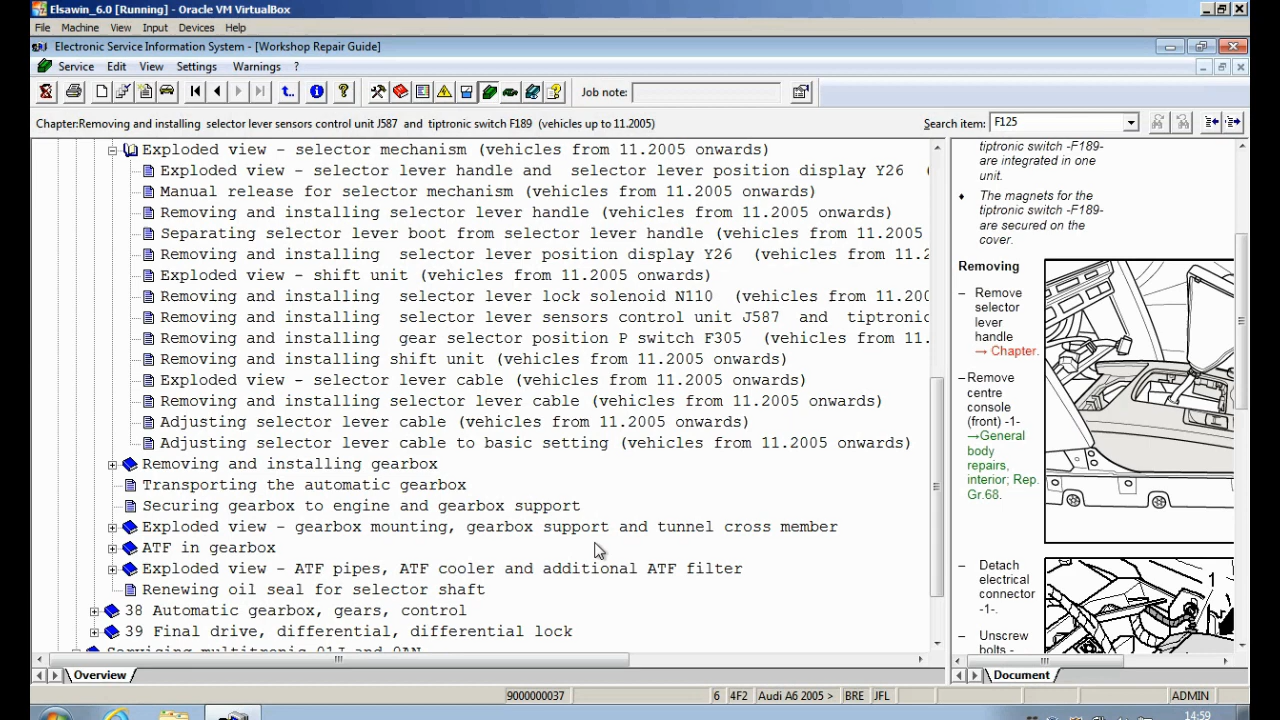 Elsawin_6.0 [Running] - Oracle VM VirtualBox
File Machine View Input Devices Help
Electronic Service Information System - [Workshop Repair Guide]
Service Edit View Settings Warnings ?
Job note:
Chapter:Removing and installing selector lever sensors control unit J587 and tiptronic switch F189 (vehicles up to 11.2005)
Search item: F125
Exploded view - selector mechanism (vehicles from 11.2005 onwards)
Exploded view - selector lever handle and selector lever position display Y26 (
Manual release for selector mechanism (vehicles from 11.2005 onwards)
Removing and installing selector lever handle (vehicles from 11.2005 onwards)
Separating selector lever boot from selector lever handle (vehicles from 11.2005
Removing and installing selector lever position display Y26 (vehicles from 11.2
Exploded view - shift unit (vehicles from 11.2005 onwards)
Removing and installing selector lever lock solenoid N110 (vehicles from 11.200
Removing and installing selector lever sensors control unit J587 and tiptronic
Removing and installing gear selector position P switch F305 (vehicles from 11.
Removing and installing shift unit (vehicles from 11.2005 onwards)
Exploded view - selector lever cable (vehicles from 11.2005 onwards)
Removing and installing selector lever cable (vehicles from 11.2005 onwards)
Adjusting selector lever cable (vehicles from 11.2005 onwards)
Adjusting selector lever cable to basic setting (vehicles from 11.2005 onwards)
Removing and installing gearbox
Transporting the automatic gearbox
Securing gearbox to engine and gearbox support
Exploded view - gearbox mounting, gearbox support and tunnel cross member
ATF in gearbox
Exploded view - ATF pipes, ATF cooler and additional ATF filter
Renewing oil seal for selector shaft
38 Automatic gearbox, gears, control
39 Final drive, differential, differential lock
Servicing multitronic 01J and 0AN
Overview
tiptronic switch -F189-
are integrated in one
unit.
♦ The magnets for the
tiptronic switch -F189-
are secured on the
cover.
Removing
– Remove
selector
lever
handle
→ Chapter.
– Remove
centre
console
(front) -1-
→General
body
repairs,
interior; Rep.
Gr.68.
– Detach
electrical
connector
-1-.
1
– Unscrew
bolts -
Document
9000000037 6 4F2 Audi A6 2005 > BRE JFL ADMIN
14:59